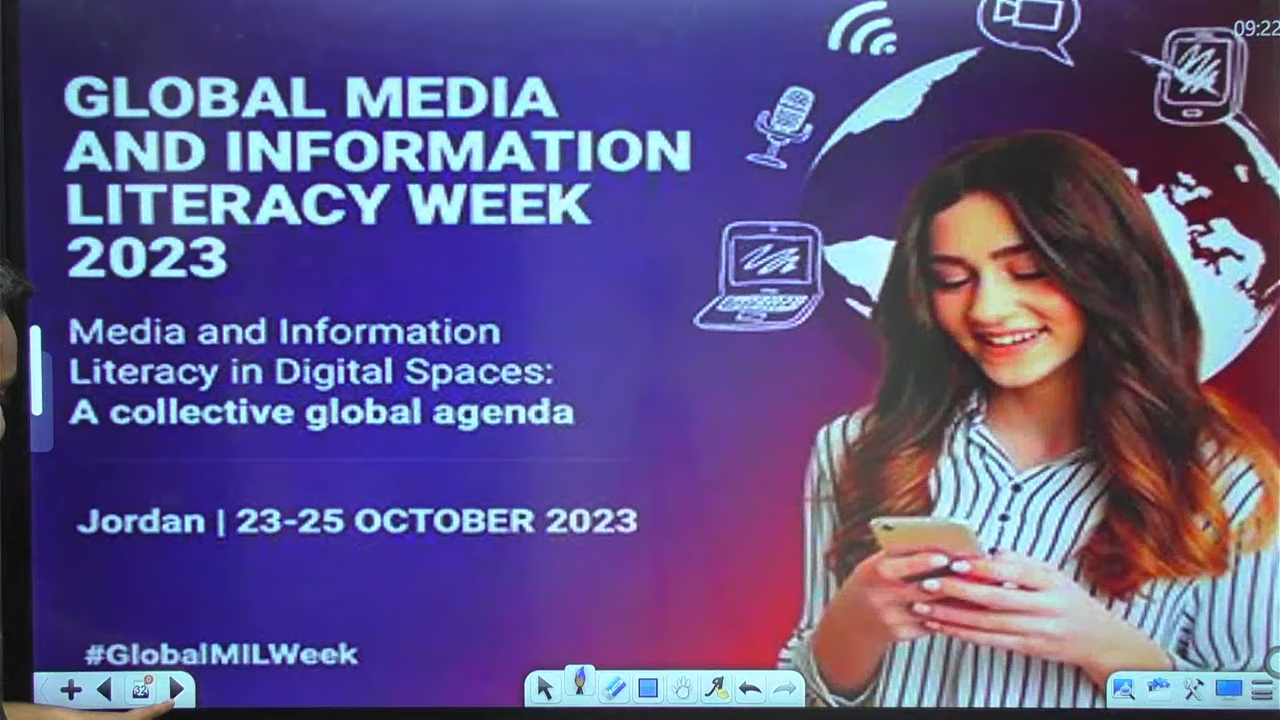 09:22
GLOBAL MEDIA
AND INFORMATION
LITERACY WEEK
2023
Media and Information
Literacy in Digital Spaces:
A collective global agenda
Jordan | 23-25 OCTOBER 2023
#GlobalMILWeek
32